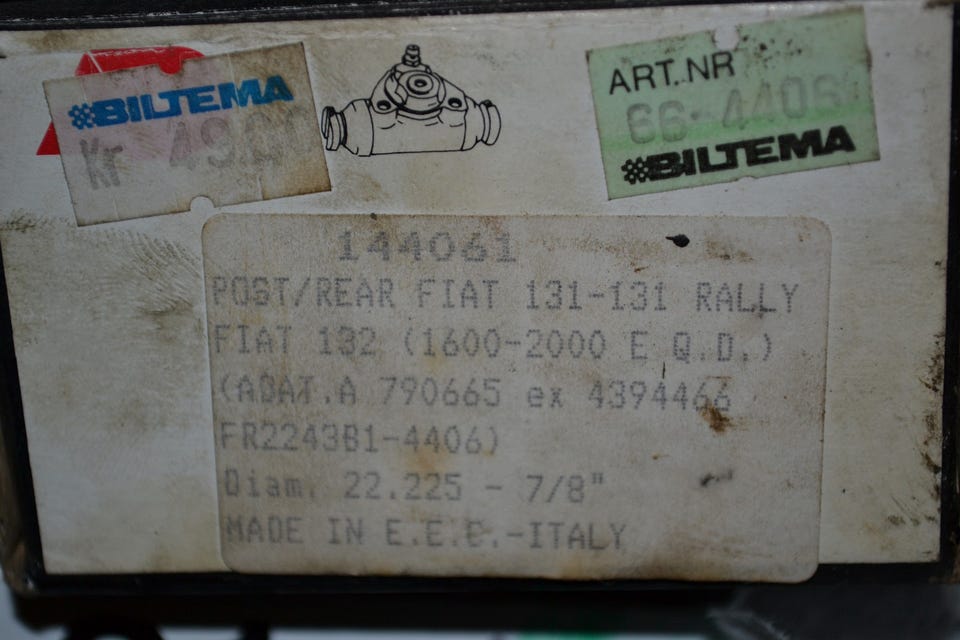 BILTEMA
Kr 49.00
ART.NR
66-4406
BILTEMA
144061
POST/REAR FIAT 131-131 RALLY
FIAT 132 (1600-2000 E Q.D.)
(ADAT.A 790665 ex 4394466
FR2243B1-4406)
Diam. 22.225 - 7/8"
MADE IN E.E.C.-ITALY